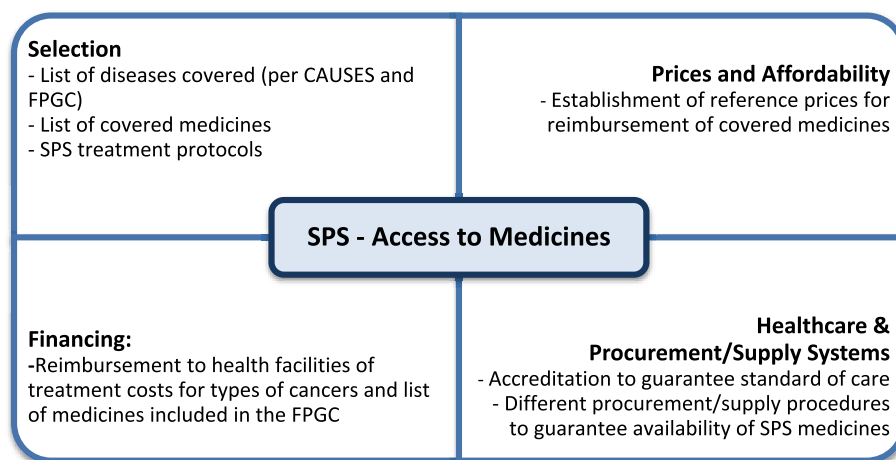 Selection
- List of diseases covered (per CAUSES and
FPGC)
- List of covered medicines
- SPS treatment protocols
Prices and Affordability
- Establishment of reference prices for
reimbursement of covered medicines
SPS - Access to Medicines
Financing:
-Reimbursement to health facilities of
treatment costs for types of cancers and list
of medicines included in the FPGC
Healthcare &
Procurement/Supply Systems
- Accreditation to guarantee standard of care
- Different procurement/supply procedures
to guarantee availability of SPS medicines